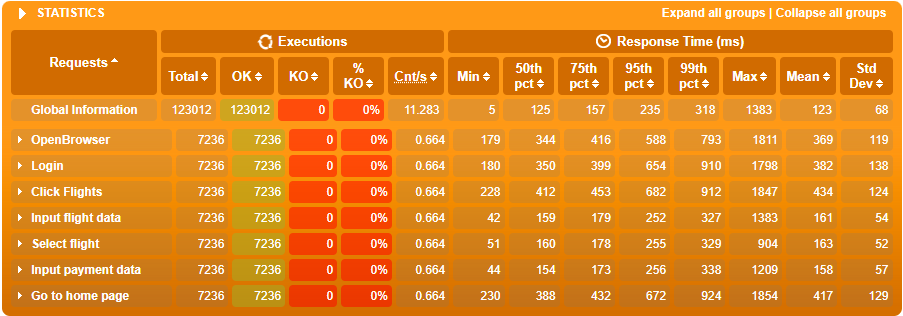 STATISTICS Expand all groups | Collapse all groups
Executions Response Time (ms)
Requests Total OK KO % KO Cnt/s Min 50th pct 75th pct 95th pct 99th pct Max Mean Std Dev
Global Information 123012 123012 0 0% 11.283 5 125 157 235 318 1383 123 68
OpenBrowser 7236 7236 0 0% 0.664 179 344 416 588 793 1811 369 119
Login 7236 7236 0 0% 0.664 180 350 399 654 910 1798 382 138
Click Flights 7236 7236 0 0% 0.664 228 412 453 682 912 1847 434 124
Input flight data 7236 7236 0 0% 0.664 42 159 179 252 327 1383 161 54
Select flight 7236 7236 0 0% 0.664 51 160 178 255 329 904 163 52
Input payment data 7236 7236 0 0% 0.664 44 154 173 256 338 1209 158 57
Go to home page 7236 7236 0 0% 0.664 230 388 432 672 924 1854 417 129